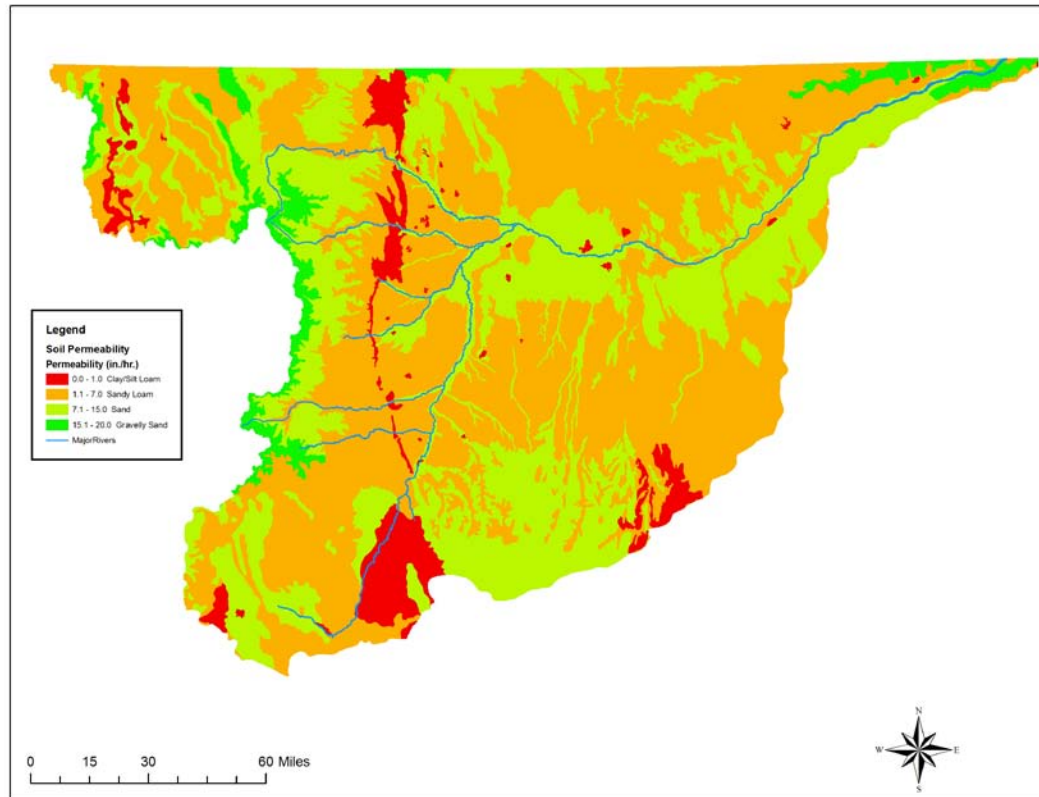 Legend
Soil Permeability
Permeability (in./hr.)
0.0 - 1.0 Clay/Silt Loam
1.1 - 7.0 Sandy Loam
7.1 - 15.0 Sand
15.1 - 20.0 Gravelly Sand
MajorRivers
0 15 30 60 Miles
N
W E
S